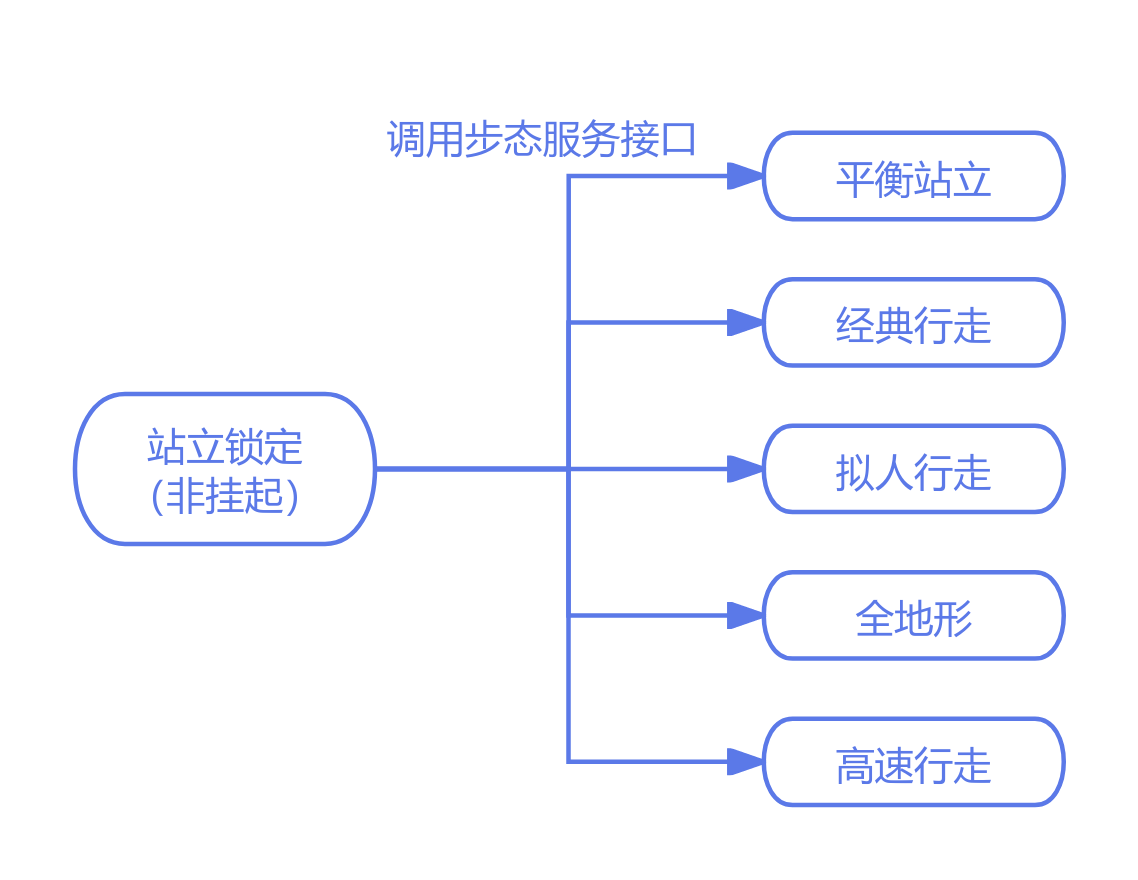 调用步态服务接口
平衡站立
经典行走
站立锁定
(非挂起)
拟人行走
全地形
高速行走